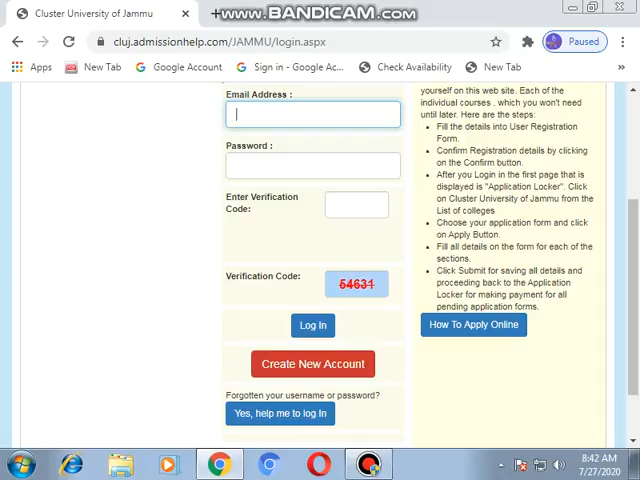 Cluster University of Jammu
www.BANDICAM.com
cluj.admissionhelp.com/JAMMU/login.aspx
Paused
Apps
New Tab
Google Account
Sign in - Google Ac...
Check Availability
New Tab
Email Address :
Password :
Enter Verification
Code:
Verification Code:
54631
Log In
Create New Account
Forgotten your username or password?
Yes, help me to log In
yourself on this web site. Each of the
individual courses , which you won't need
until later. Here are the steps:
Fill the details into User Registration
Form.
Confirm Registration details by clicking
on the Confirm button.
After you Login in the first page that
is displayed is "Application Locker". Click
on Cluster University of Jammu from
the List of colleges
Choose your application form and click
on Apply Button.
Fill all details on the form for each of the
sections.
Click Submit for saving all details and
proceeding back to the Application
Locker for making payment for all
pending application forms.
How To Apply Online
8:42 AM
7/27/2020